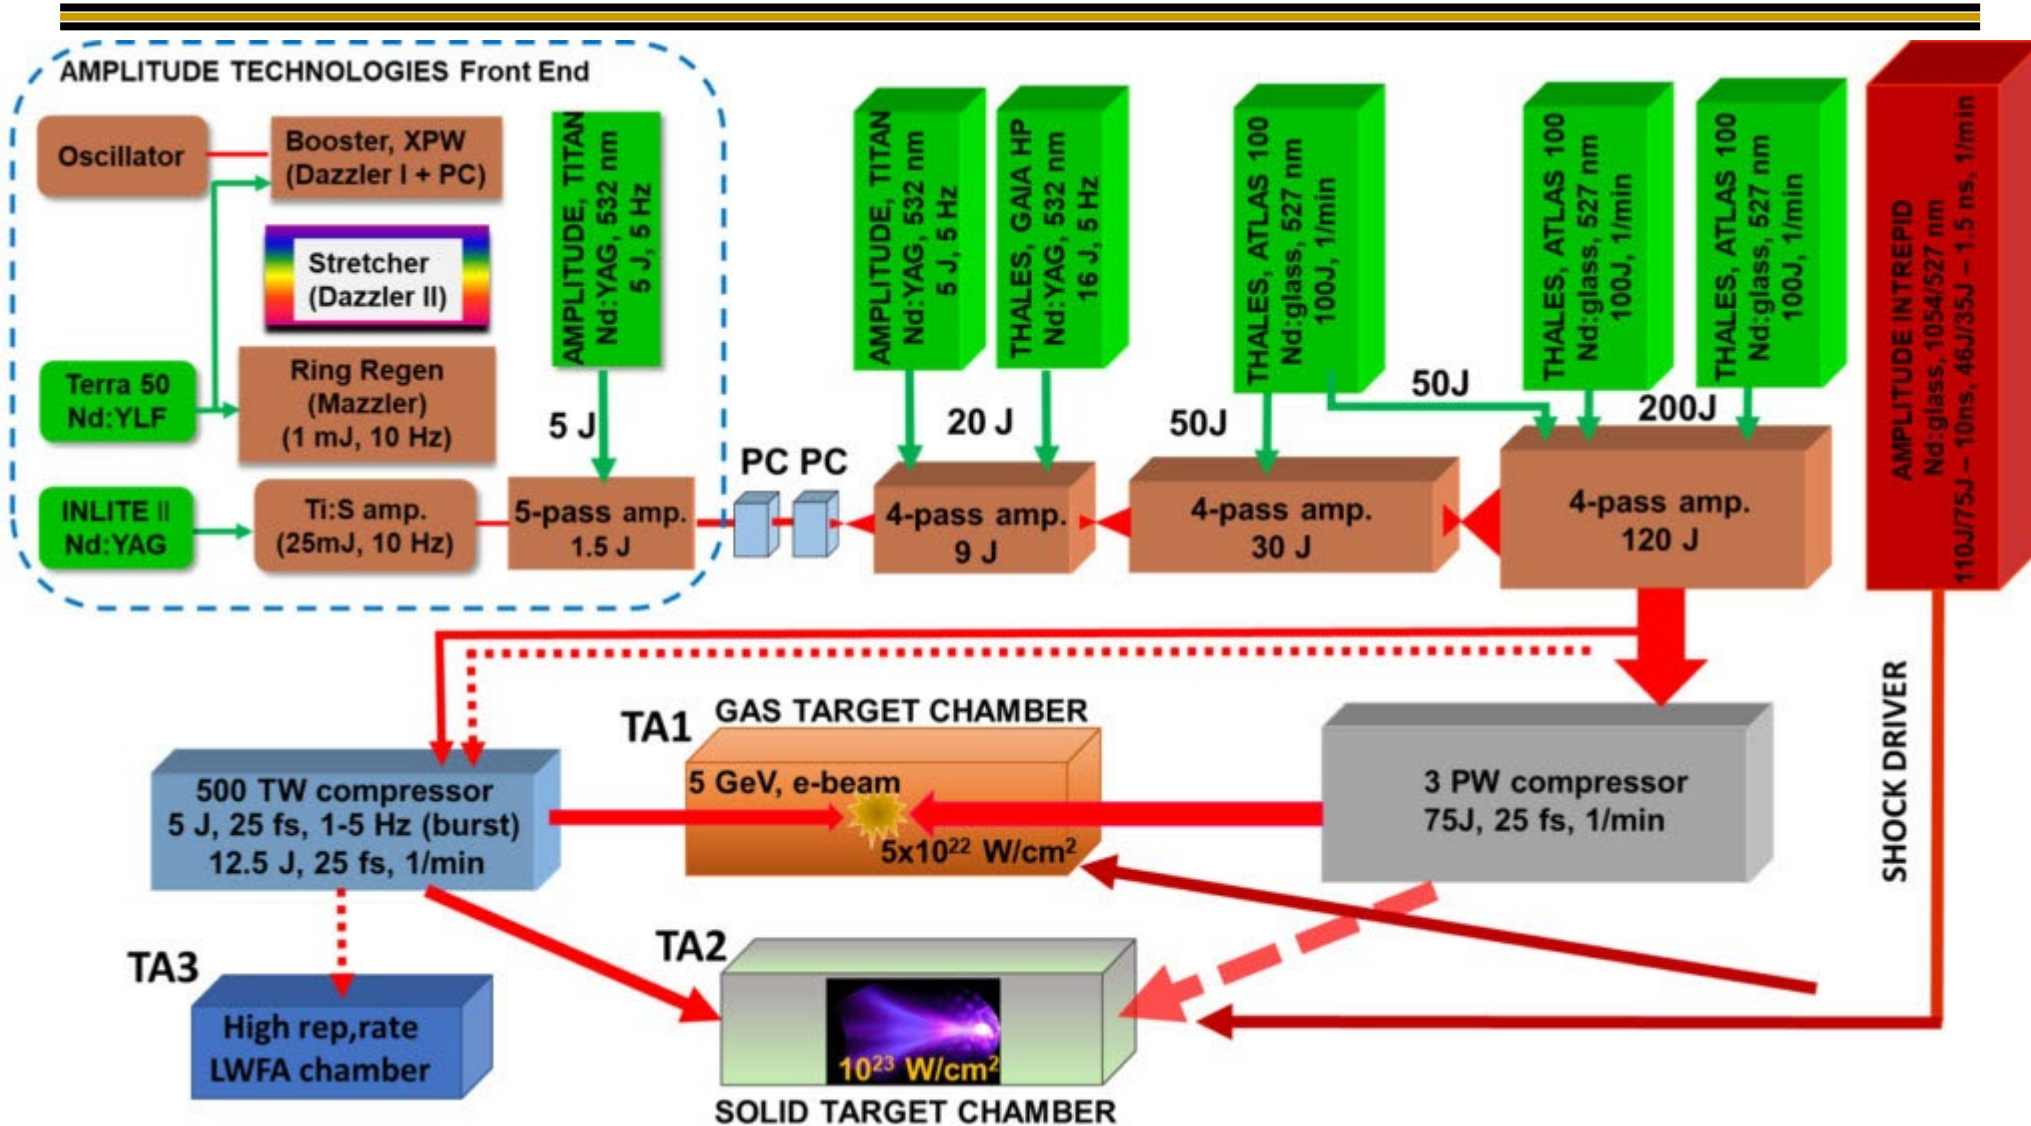 AMPLITUDE TECHNOLOGIES Front End
Oscillator
Booster, XPW
(Dazzler I + PC)
Stretcher
(Dazzler II)
Terra 50
Nd:YLF
Ring Regen
(Mazzler)
(1 mJ, 10 Hz)
INLITE II
Nd:YAG
Ti:S amp.
(25mJ, 10 Hz)
AMPLITUDE, TITAN
Nd:YAG, 532 nm
5 J, 5 Hz
5 J
5-pass amp.
1.5 J
PC PC
AMPLITUDE, TITAN
Nd:YAG, 532 nm
5 J, 5 Hz
THALES, GAIA HP
Nd:YAG, 532 nm
16 J, 5 Hz
20 J
4-pass amp.
9 J
THALES, ATLAS 100
Nd:glass, 527 nm
100J, 1/min
50J
50J
4-pass amp.
30 J
THALES, ATLAS 100
Nd:glass, 527 nm
100J, 1/min
THALES, ATLAS 100
Nd:glass, 527 nm
100J, 1/min
200J
4-pass amp.
120 J
AMPLITUDE INTREPID
Nd:glass, 1054/527 nm
110J/75J – 10ns, 46J/35J – 1.5 ns, 1/min
SHOCK DRIVER
500 TW compressor
5 J, 25 fs, 1-5 Hz (burst)
12.5 J, 25 fs, 1/min
TA1
GAS TARGET CHAMBER
5 GeV, e-beam
5x10²² W/cm²
3 PW compressor
75J, 25 fs, 1/min
TA3
High rep,rate
LWFA chamber
TA2
10²³ W/cm²
SOLID TARGET CHAMBER